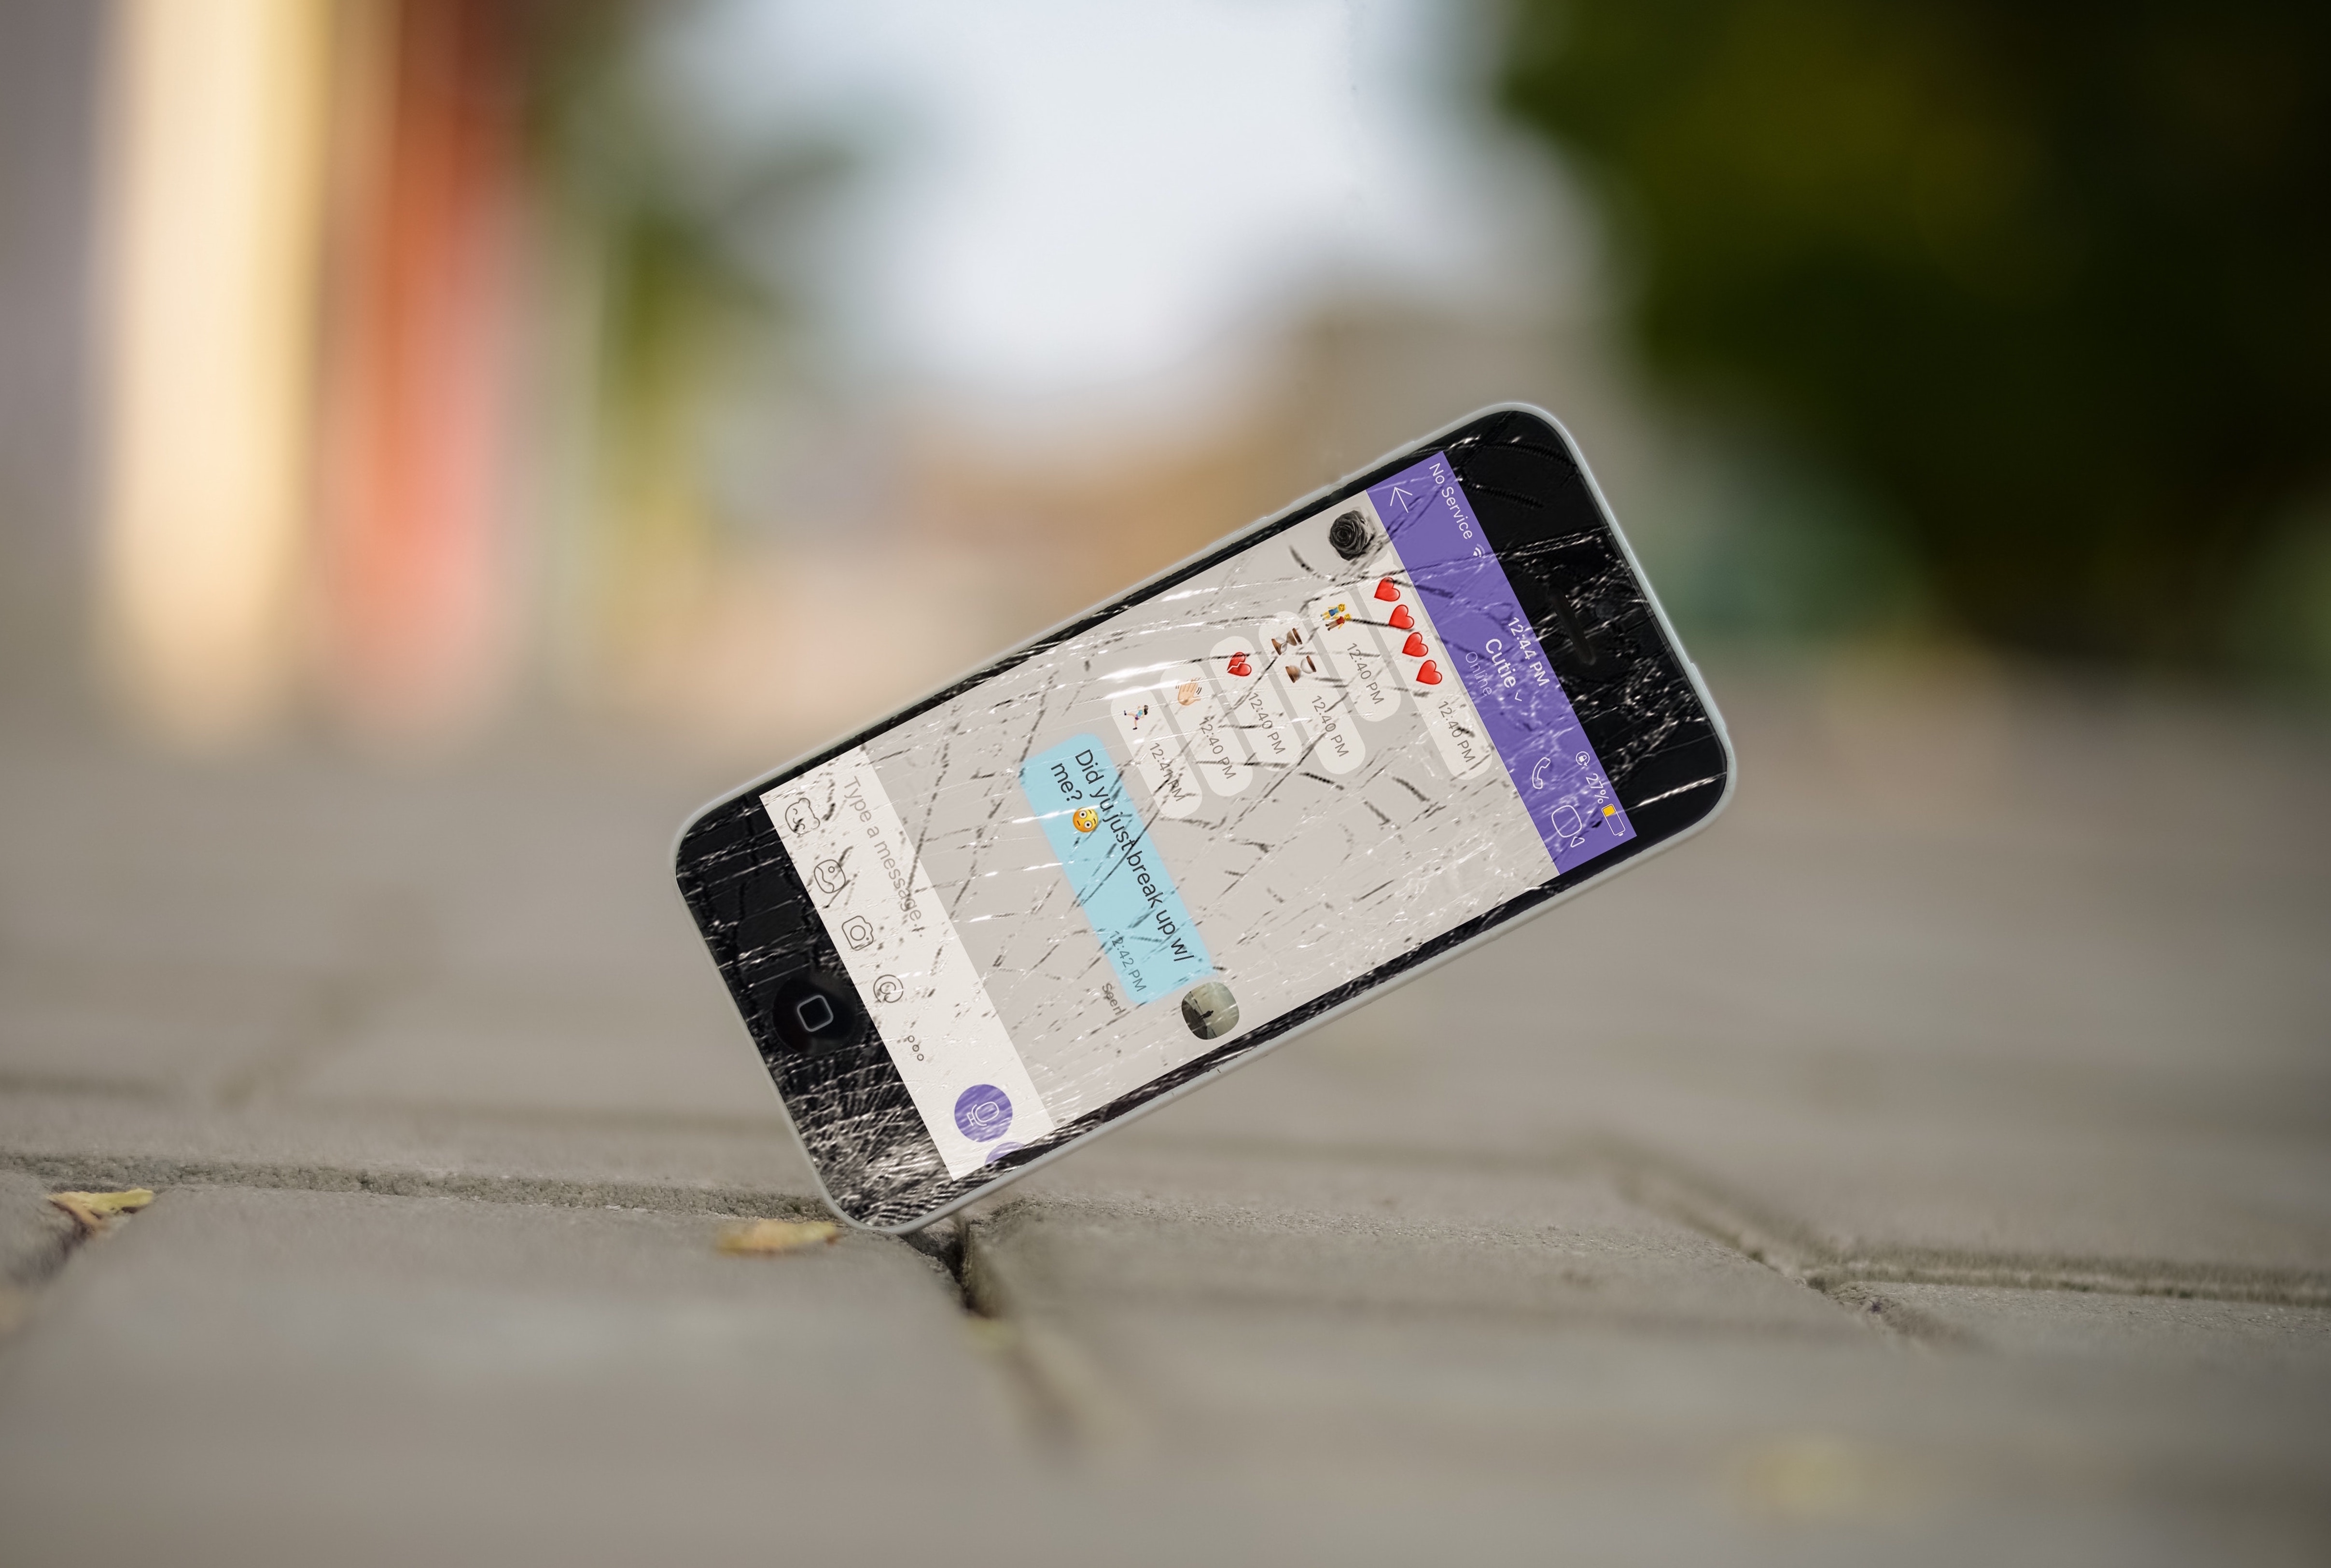 No Service 12:44 PM 27%
Cutie
Online
❤️❤️❤️❤️ 12:40 PM
👫 12:40 PM
⌛⏳ 12:40 PM
💔 12:40 PM
👋🏻 12:40 PM
12:41 PM
Did yu just break up w/
me?😳 12:42 PM
Seen
Type a message...